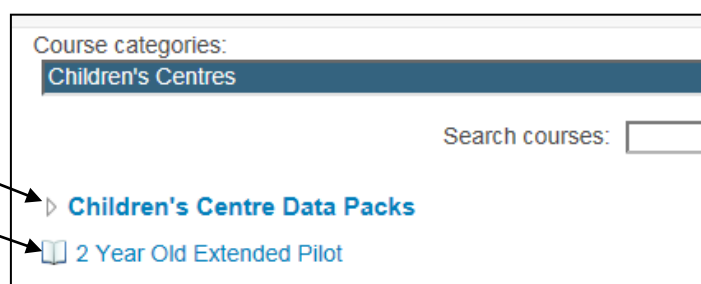 Course categories:
Children's Centres
Search courses:
Children's Centre Data Packs
2 Year Old Extended Pilot